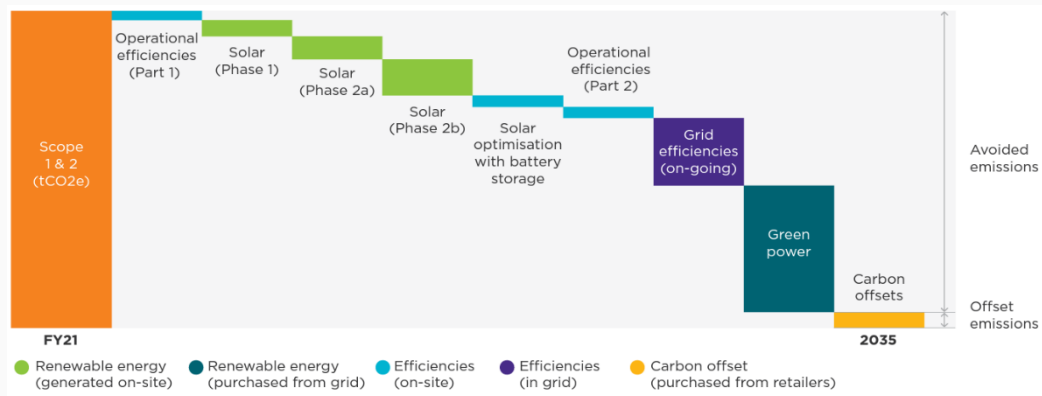 Scope
1 & 2
(tCO2e)
Operational
efficiencies
(Part 1)
Solar
(Phase 1)
Solar
(Phase 2a)
Solar
(Phase 2b)
Solar
optimisation
with battery
storage
Operational
efficiencies
(Part 2)
Grid
efficiencies
(on-going)
Green
power
Carbon
offsets
Avoided
emissions
Offset
emissions
FY21
2035
Renewable energy
(generated on-site)
Renewable energy
(purchased from grid)
Efficiencies
(on-site)
Efficiencies
(in grid)
Carbon offset
(purchased from retailers)